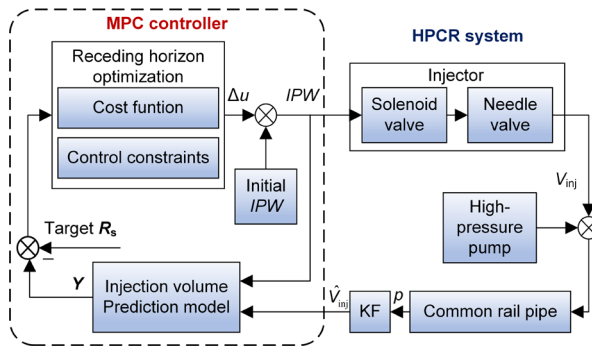 MPC controller
HPCR system
Receding horizon
optimization
Cost funtion
Control constraints
Δu
IPW
Initial
IPW
Injector
Solenoid
valve
Needle
valve
V_inj
High-
pressure
pump
Target R_s
−
Y
Injection volume
Prediction model
V̂_inj
KF
p
Common rail pipe